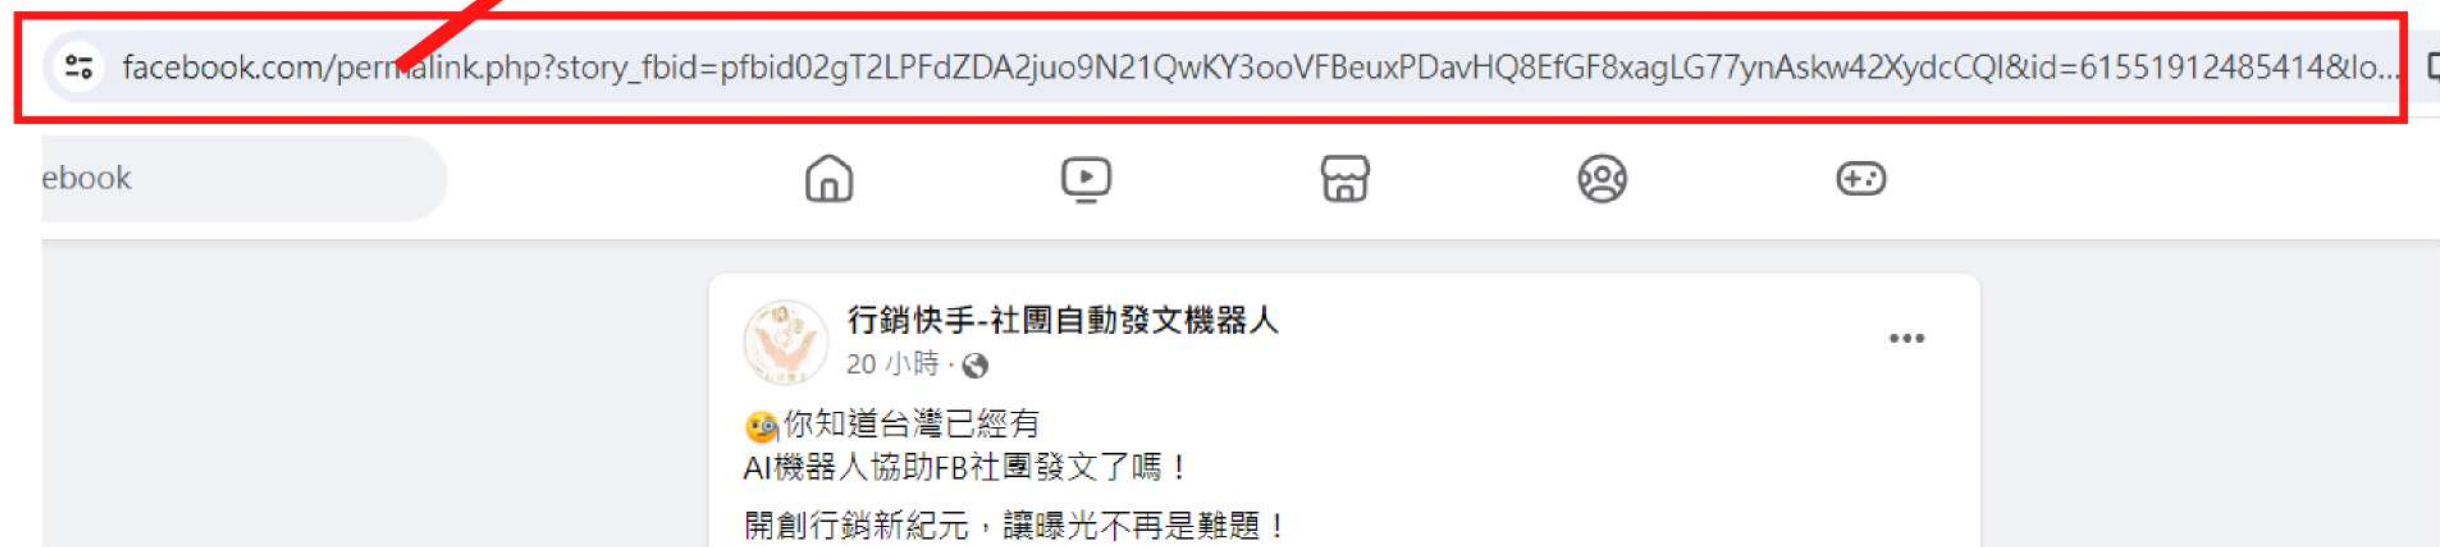 facebook.com/permalink.php?story_fbid=pfbid02gT2LPFdZDA2juo9N21QwKY3ooVFBeuxPDavHQ8EfGF8xagLG77ynAskw42XydcCQl&id=61551912485414&lo...
ebook
行銷快手-社團自動發文機器人
20 小時 ·
🧐你知道台灣已經有
AI機器人協助FB社團發文了嗎！
開創行銷新紀元，讓曝光不再是難題！